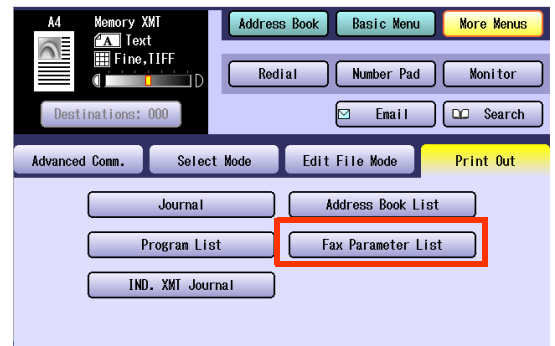 A4 Memory XMT
A Text
Fine,TIFF
D
Destinations: 000
Address Book Basic Menu More Menus
Redial Number Pad Monitor
Email Search
Advanced Comm. Select Mode Edit File Mode Print Out
Journal Address Book List
Program List Fax Parameter List
IND. XMT Journal